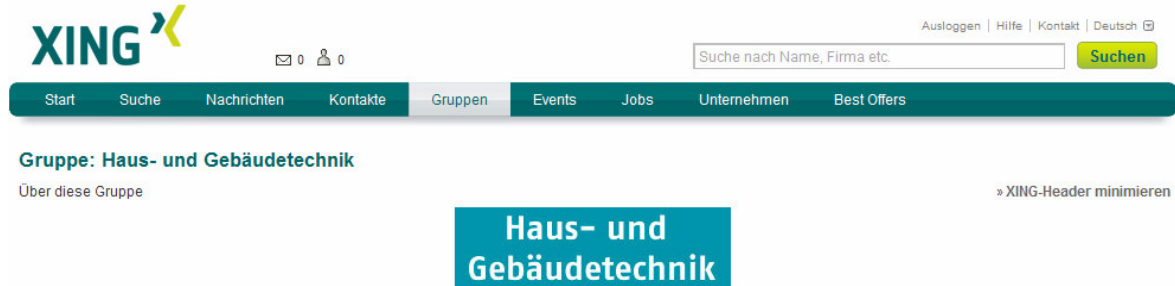 XING
Ausloggen | Hilfe | Kontakt | Deutsch
0 0
Suche nach Name, Firma etc.
Suchen
Start Suche Nachrichten Kontakte Gruppen Events Jobs Unternehmen Best Offers
Gruppe: Haus- und Gebäudetechnik
Über diese Gruppe
» XING-Header minimieren
Haus- und
Gebäudetechnik